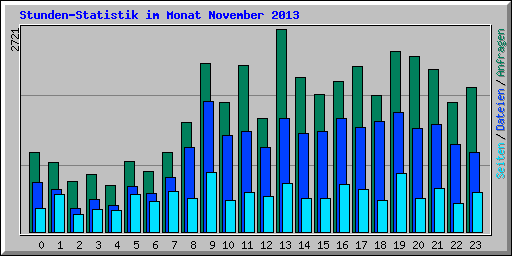 Stunden-Statistik im Monat November 2013
2721
Seiten / Dateien / Anfragen
0 1 2 3 4 5 6 7 8 9 10 11 12 13 14 15 16 17 18 19 20 21 22 23